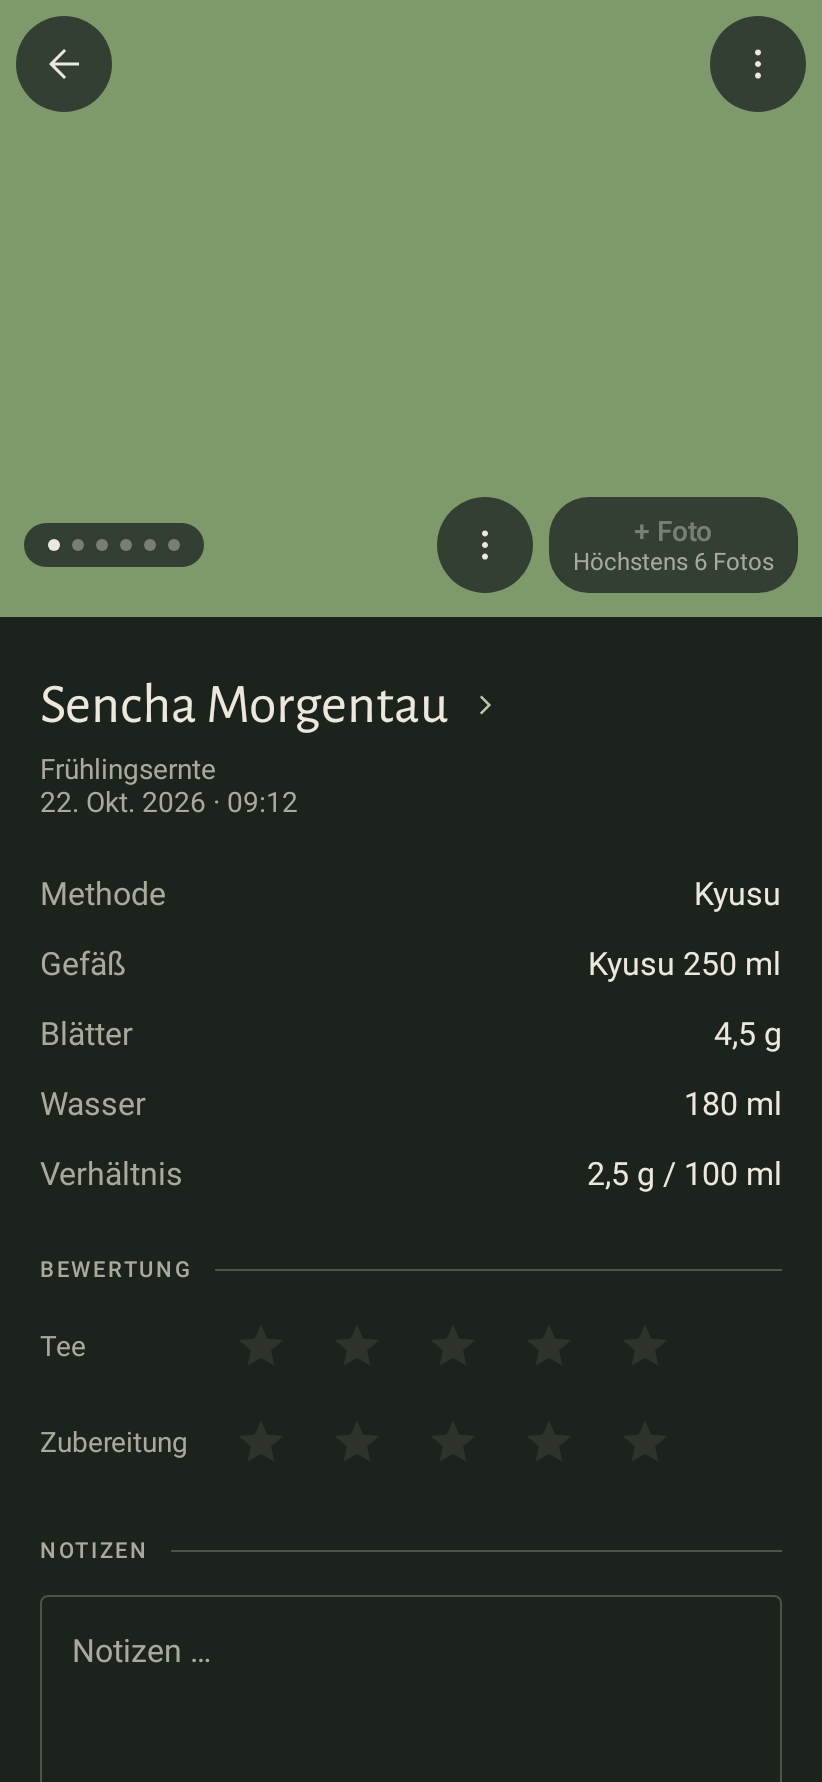 + Foto
Höchstens 6 Fotos
Sencha Morgentau
Frühlingsernte
22. Okt. 2026 · 09:12
Methode Kyusu
Gefäß Kyusu 250 ml
Blätter 4,5 g
Wasser 180 ml
Verhältnis 2,5 g / 100 ml
BEWERTUNG
Tee
Zubereitung
NOTIZEN
Notizen …